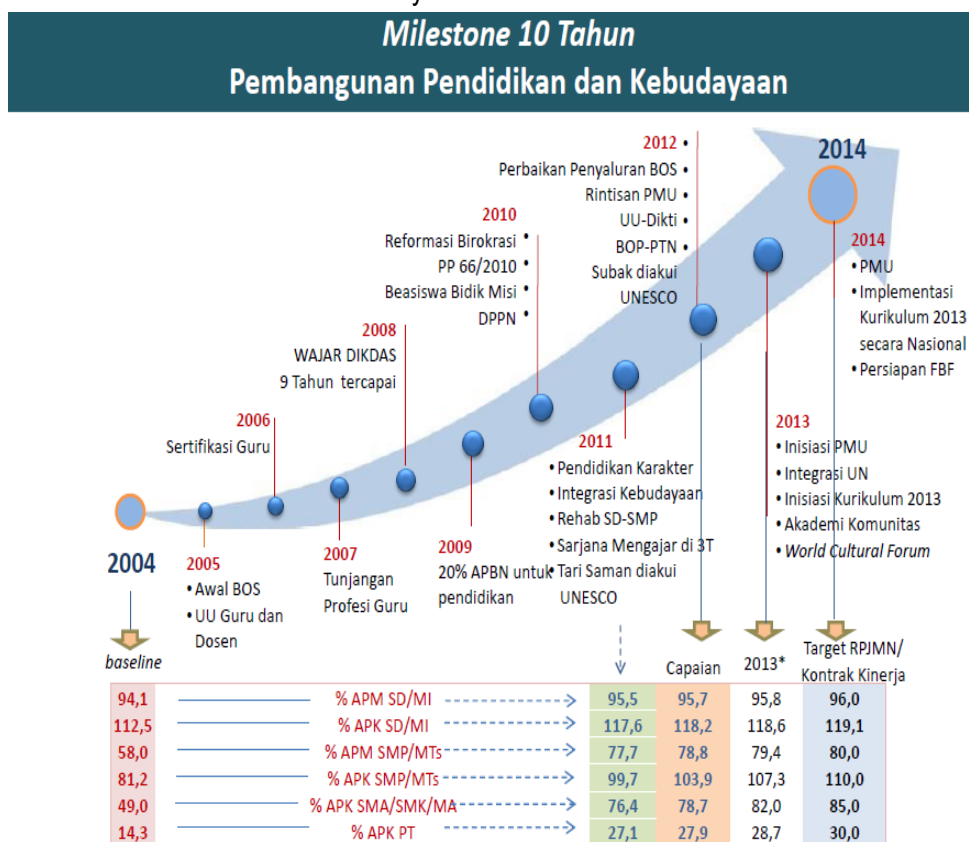 Milestone 10 Tahun
Pembangunan Pendidikan dan Kebudayaan
2004
2005
• Awal BOS
• UU Guru dan
Dosen
2006
Sertifikasi Guru
2007
Tunjangan
Profesi Guru
2008
WAJAR DIKDAS
9 Tahun tercapai
2009
20% APBN untuk
pendidikan
2010
Reformasi Birokrasi •
PP 66/2010 •
Beasiswa Bidik Misi •
DPPN •
2011
• Pendidikan Karakter
• Integrasi Kebudayaan
• Rehab SD-SMP
• Sarjana Mengajar di 3T
• Tari Saman diakui
UNESCO
2012 •
Perbaikan Penyaluran BOS •
Rintisan PMU •
UU-Dikti •
BOP-PTN •
Subak diakui
UNESCO
2013
• Inisiasi PMU
• Integrasi UN
• Inisiasi Kurikulum 2013
• Akademi Komunitas
• World Cultural Forum
2014
2014
• PMU
• Implementasi
Kurikulum 2013
secara Nasional
• Persiapan FBF
baseline Capaian 2013* Target RPJMN/
Kontrak Kinerja
94,1 % APM SD/MI 95,5 95,7 95,8 96,0
112,5 % APK SD/MI 117,6 118,2 118,6 119,1
58,0 % APM SMP/MTs 77,7 78,8 79,4 80,0
81,2 % APK SMP/MTs 99,7 103,9 107,3 110,0
49,0 % APK SMA/SMK/MA 76,4 78,7 82,0 85,0
14,3 % APK PT 27,1 27,9 28,7 30,0